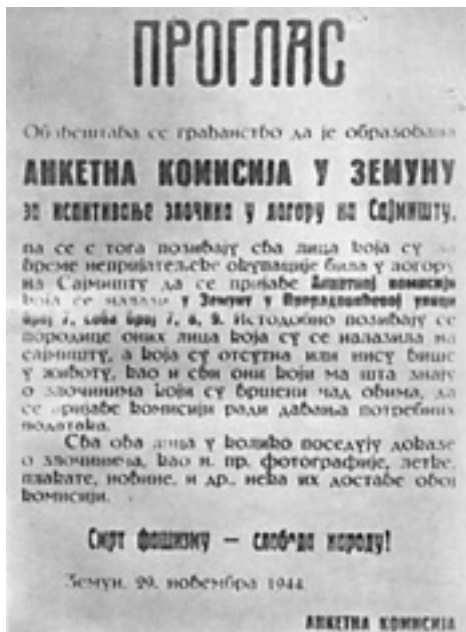 ПРОГЛАС
Обавештава се грађанство да је образована
АНКЕТНА КОМИСИЈА У ЗЕМУНУ
за испитивање злочина у логору на Сајмишту,
па се с тога позивају сва лица која су за
време непријатељске окупације била у логору
на Сајмишту да се пријаве Анкетној комисији
која се налази у Земуну у улици
број 7, соба број 7, 8, 9. Истодобно позивају се
породице оних лица која су се налазила на
сајмишту, а која су отсутна или нису више
у животу, као и сви они који ма шта знају
о злочинима који су вршени над овима, да
се пријаве комисији ради давања потребних
података.
Сва ова лица у колико поседују доказе
о злочинима, као н. пр. фотографије, летке,
плакате, новине, и др., нека их доставе овој
комисији.
Смрт фашизму — слобода народу!
Земун, 29. новембра 1944
АНКЕТНА КОМИСИЈА